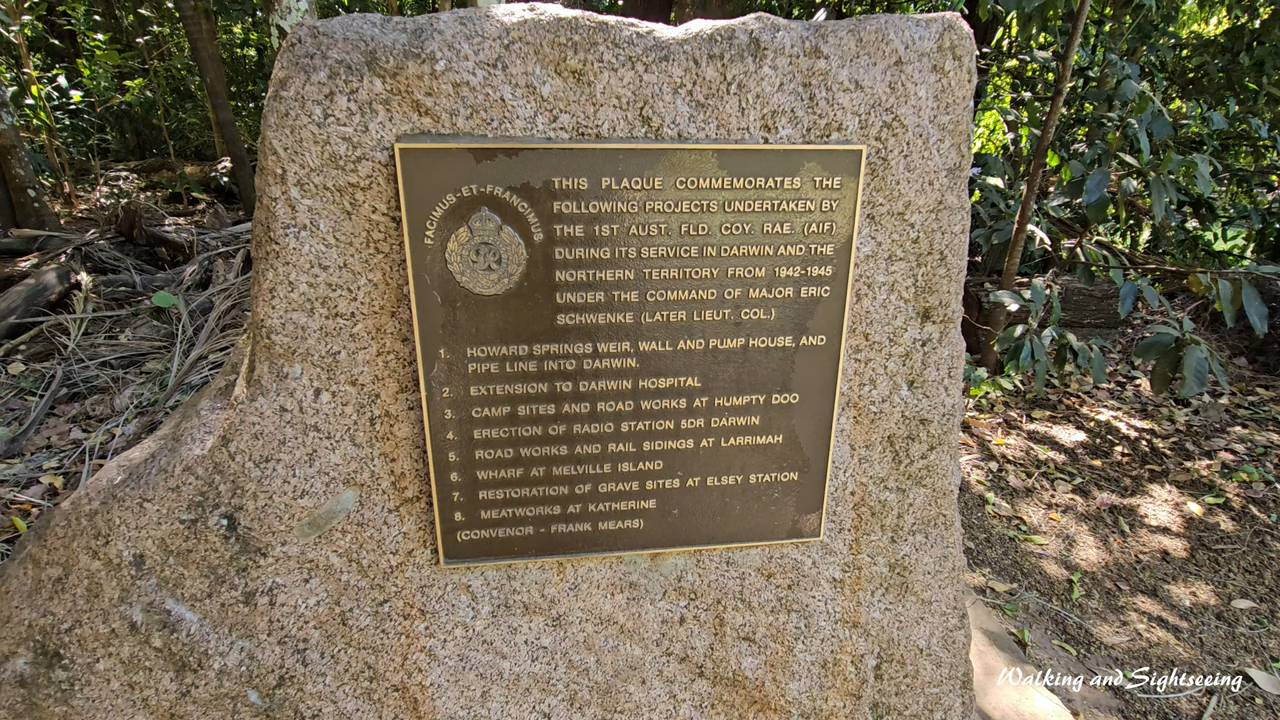 FACIMUS-ET-FRANCIMUS.
THIS PLAQUE COMMEMORATES THE
FOLLOWING PROJECTS UNDERTAKEN BY
THE 1ST AUST. FLD. COY. RAE. (AIF)
DURING ITS SERVICE IN DARWIN AND THE
NORTHERN TERRITORY FROM 1942-1945
UNDER THE COMMAND OF MAJOR ERIC
SCHWENKE (LATER LIEUT. COL.)
1. HOWARD SPRINGS WEIR, WALL AND PUMP HOUSE, AND
PIPE LINE INTO DARWIN.
2. EXTENSION TO DARWIN HOSPITAL
3. CAMP SITES AND ROAD WORKS AT HUMPTY DOO
4. ERECTION OF RADIO STATION 5DR DARWIN
5. ROAD WORKS AND RAIL SIDINGS AT LARRIMAH
6. WHARF AT MELVILLE ISLAND
7. RESTORATION OF GRAVE SITES AT ELSEY STATION
8. MEATWORKS AT KATHERINE
(CONVENOR - FRANK MEARS)
Walking and Sightseeing